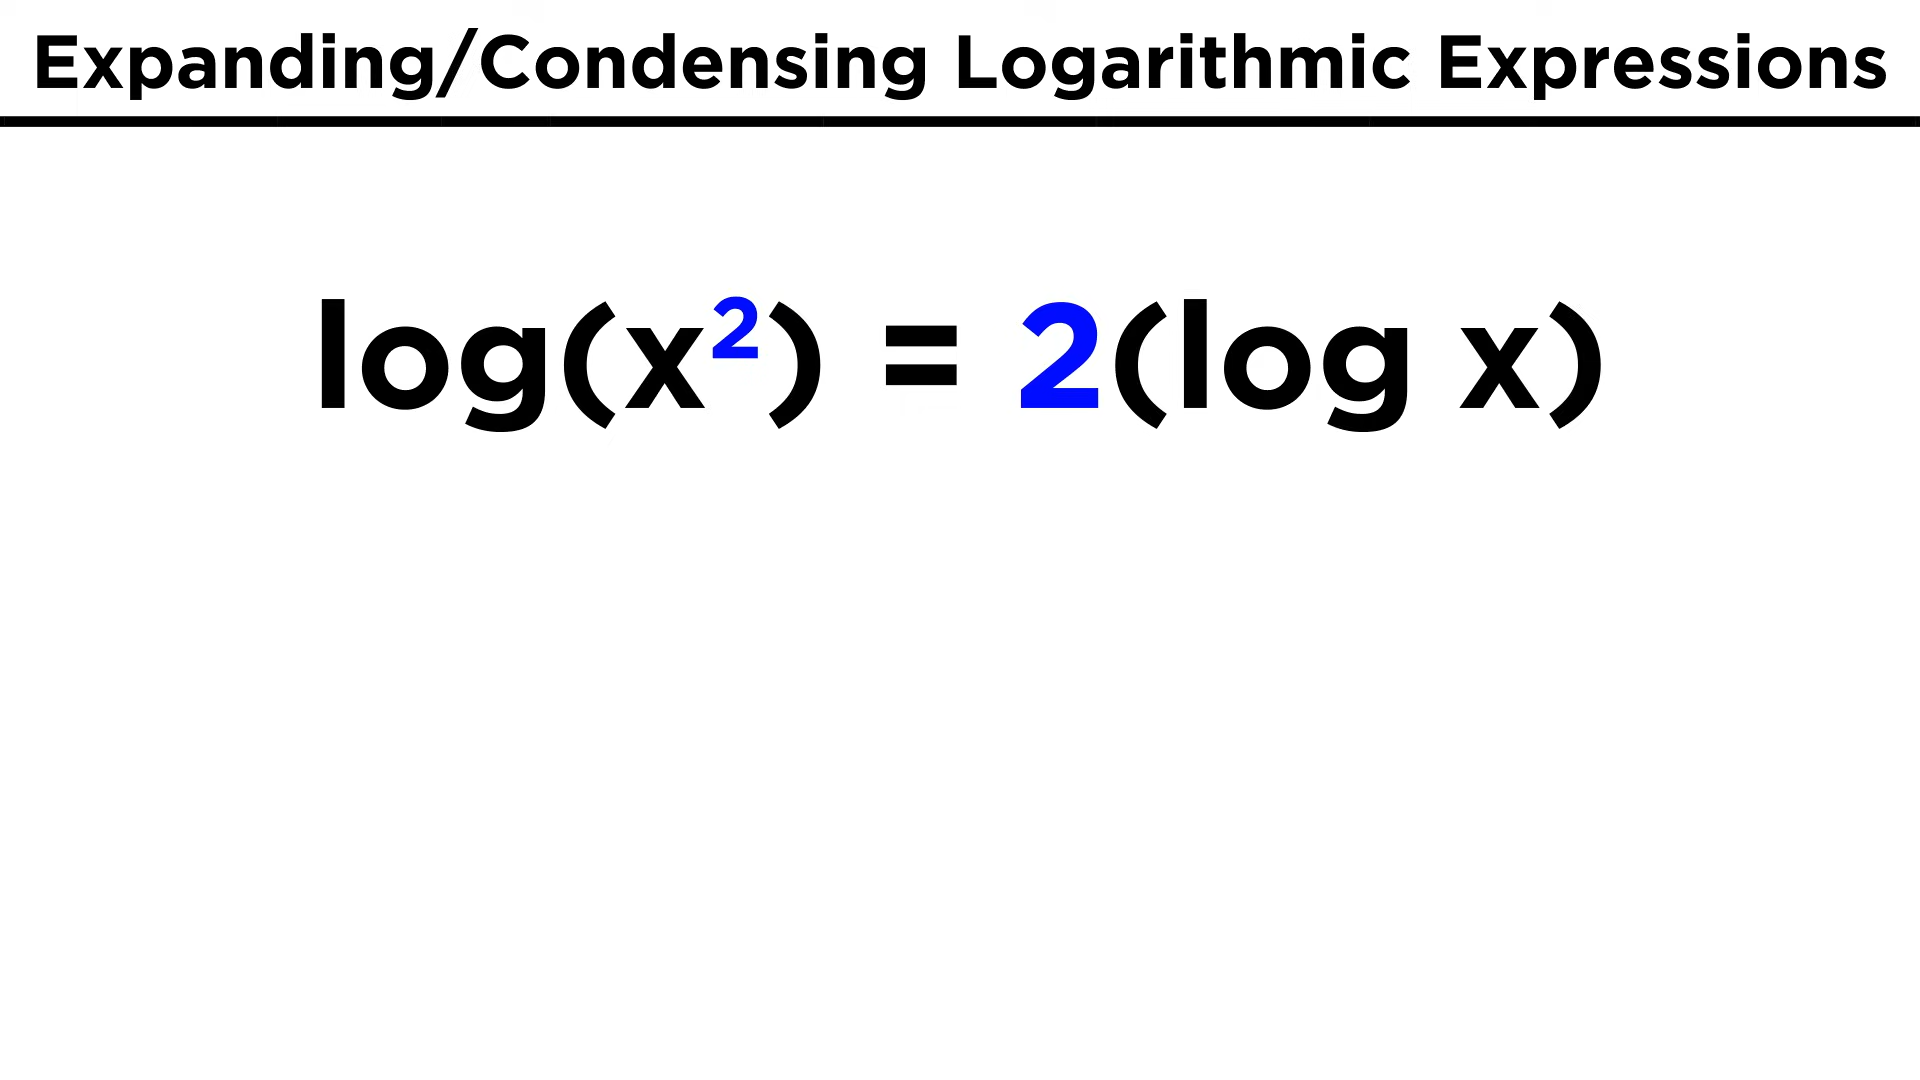 Expanding/Condensing Logarithmic Expressions
log(x²) = 2(log x)